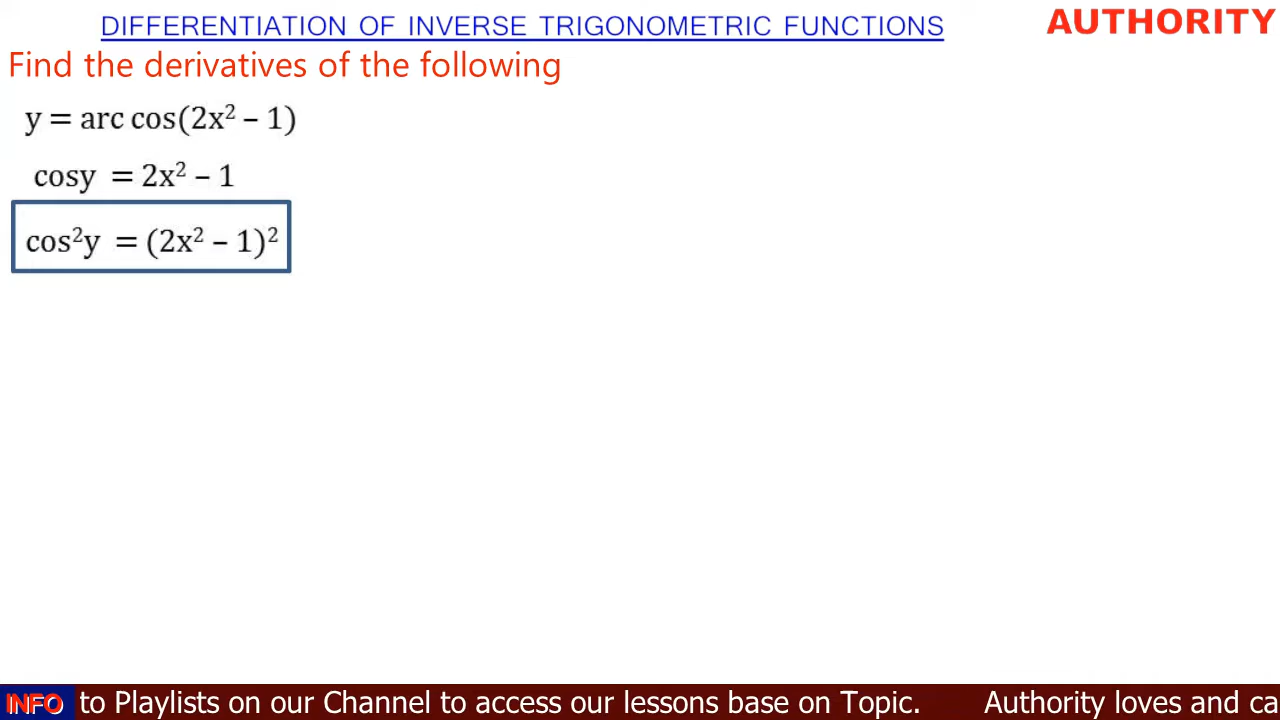 DIFFERENTIATION OF INVERSE TRIGONOMETRIC FUNCTIONS
AUTHORITY
Find the derivatives of the following
y = arc cos(2x² – 1)
cosy = 2x² – 1
cos²y = (2x² – 1)²
INFO to Playlists on our Channel to access our lessons base on Topic. Authority loves and ca